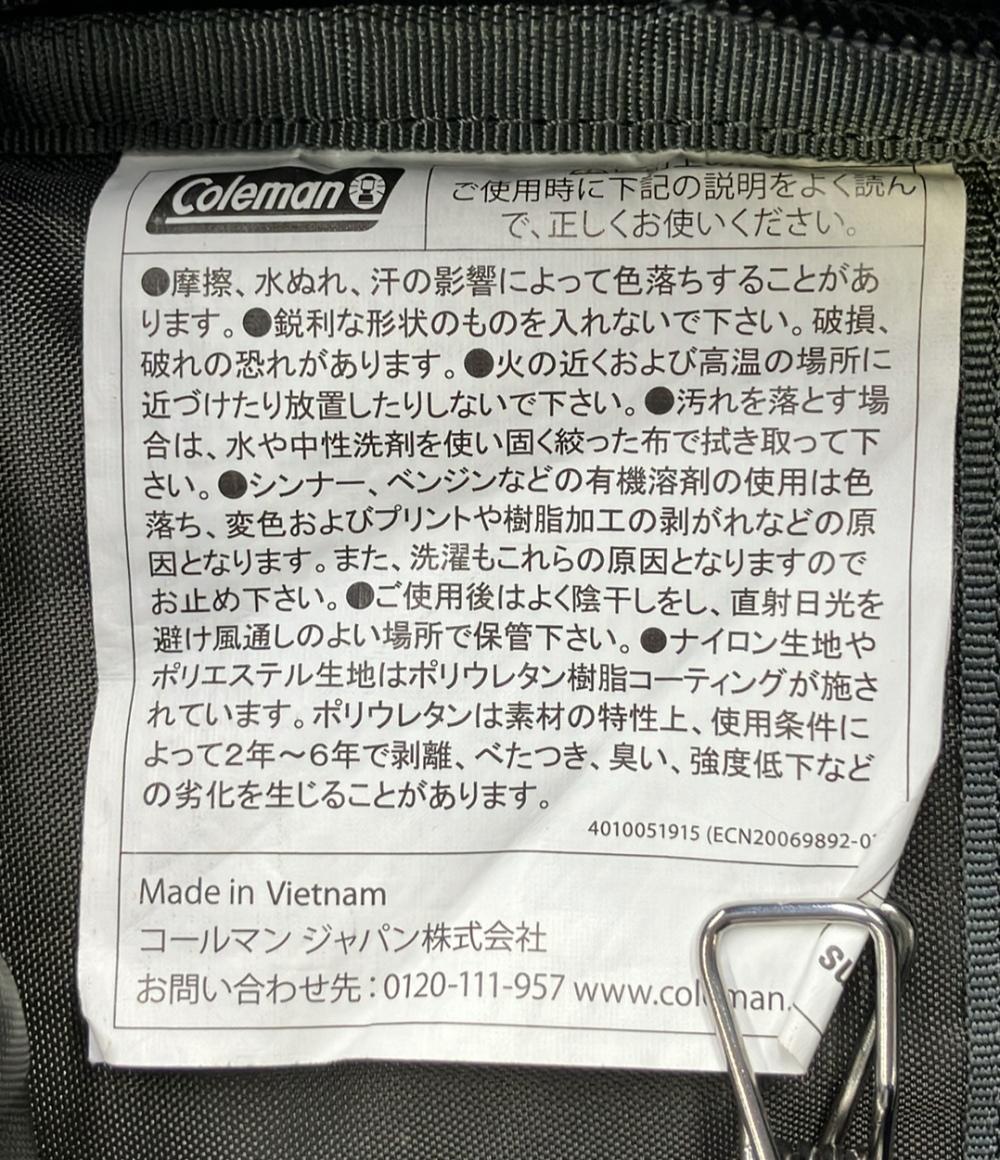 Coleman
ご使用時に下記の説明をよく読ん
で、正しくお使いください。
●摩擦、水ぬれ、汗の影響によって色落ちすることがあ
ります。●鋭利な形状のものを入れないで下さい。破損、
破れの恐れがあります。●火の近くおよび高温の場所に
近づけたり放置したりしないで下さい。●汚れを落とす場
合は、水や中性洗剤を使い固く絞った布で拭き取って下
さい。●シンナー、ベンジンなどの有機溶剤の使用は色
落ち、変色およびプリントや樹脂加工の剥がれなどの原
因となります。また、洗濯もこれらの原因となりますので
お止め下さい。●ご使用後はよく陰干しをし、直射日光を
避け風通しのよい場所で保管下さい。●ナイロン生地や
ポリエステル生地はポリウレタン樹脂コーティングが施さ
れています。ポリウレタンは素材の特性上、使用条件に
よって2年～6年で剥離、べたつき、臭い、強度低下など
の劣化を生じることがあります。
4010051915 (ECN20069892-0
Made in Vietnam
コールマン ジャパン株式会社
お問い合わせ先：0120-111-957 www.coleman.